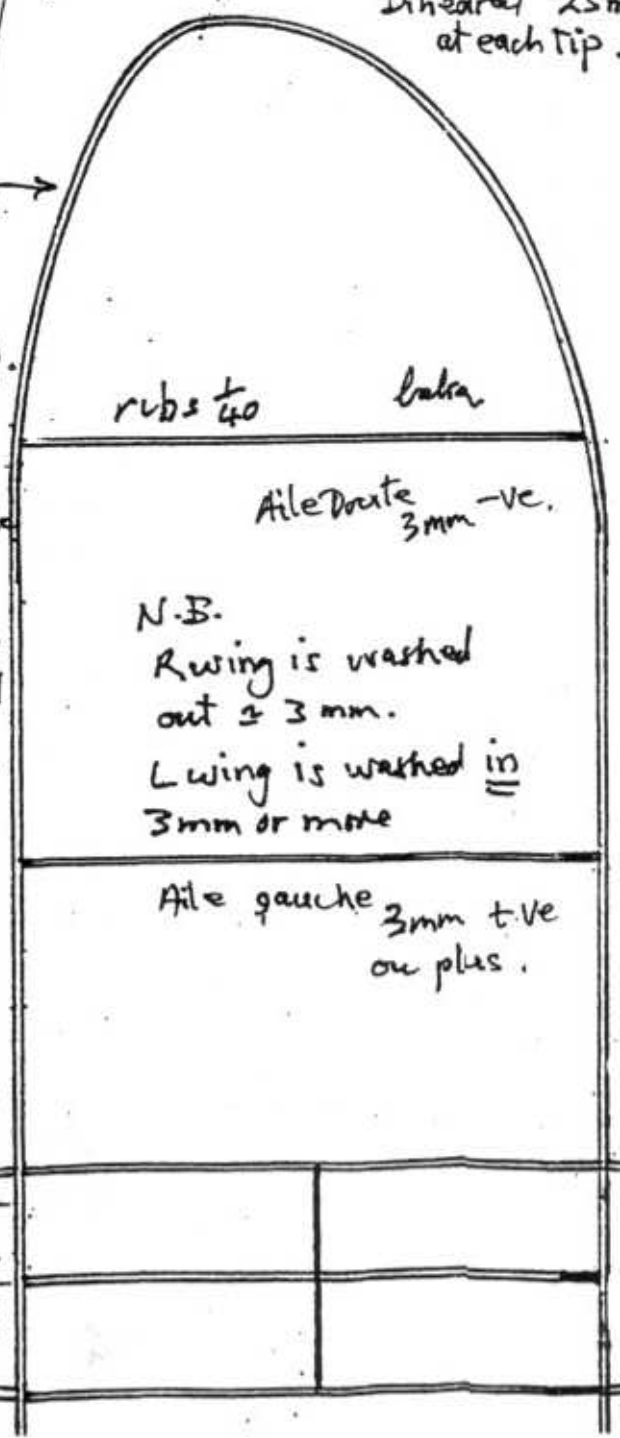 Dihedral 25m
at each tip.
ribs 1/40 balsa
Aile Droite
3mm -ve.
N.B.
R wing is washed
out ± 3 mm.
L wing is washed in
3mm or more
Aile gauche 3mm +ve
ou plus.